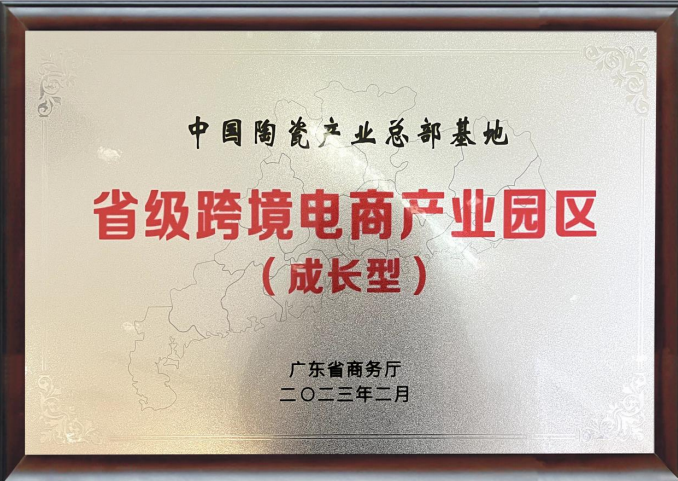 中国陶瓷产业总部基地
省级跨境电商产业园区
（成长型）
广东省商务厅
二〇二三年二月